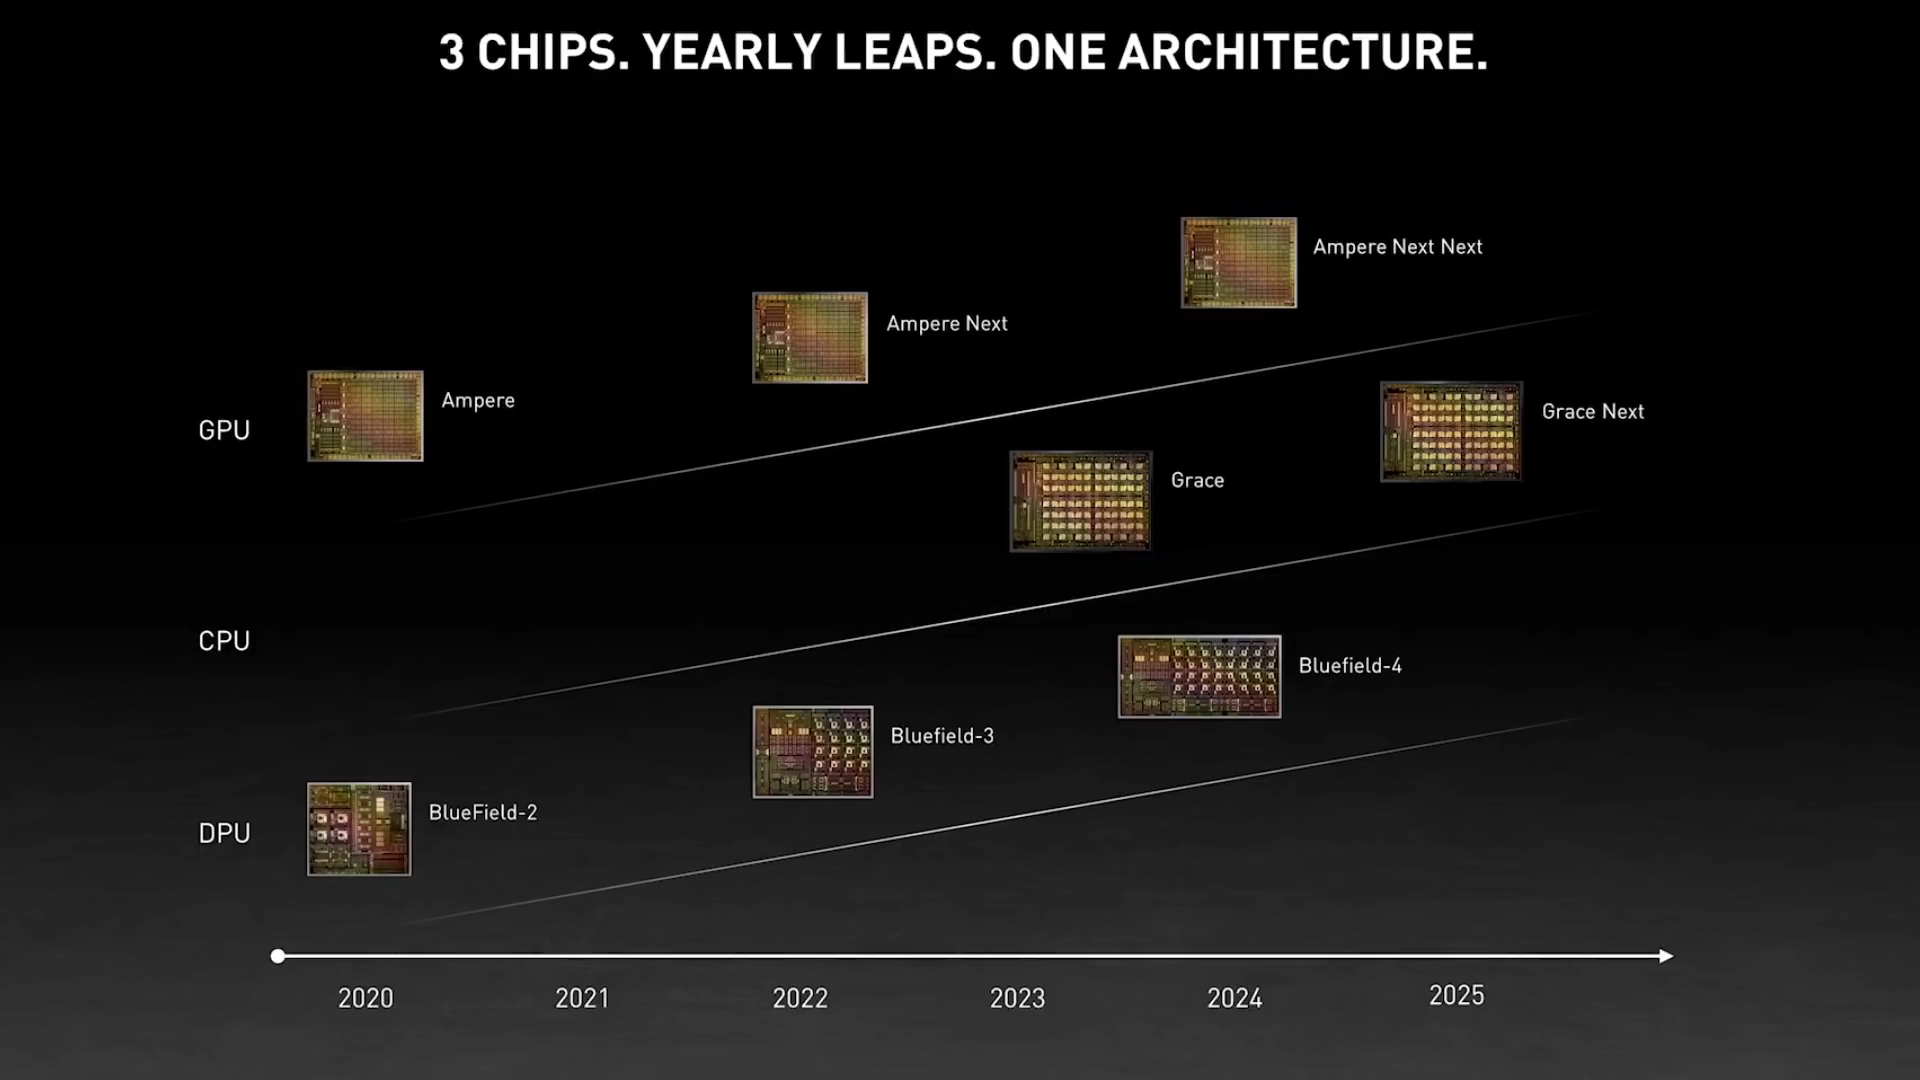 3 CHIPS. YEARLY LEAPS. ONE ARCHITECTURE.
Ampere Next Next
Ampere Next
Ampere
GPU
Grace Next
Grace
CPU
Bluefield-4
Bluefield-3
BlueField-2
DPU
2020
2021
2022
2023
2024
2025